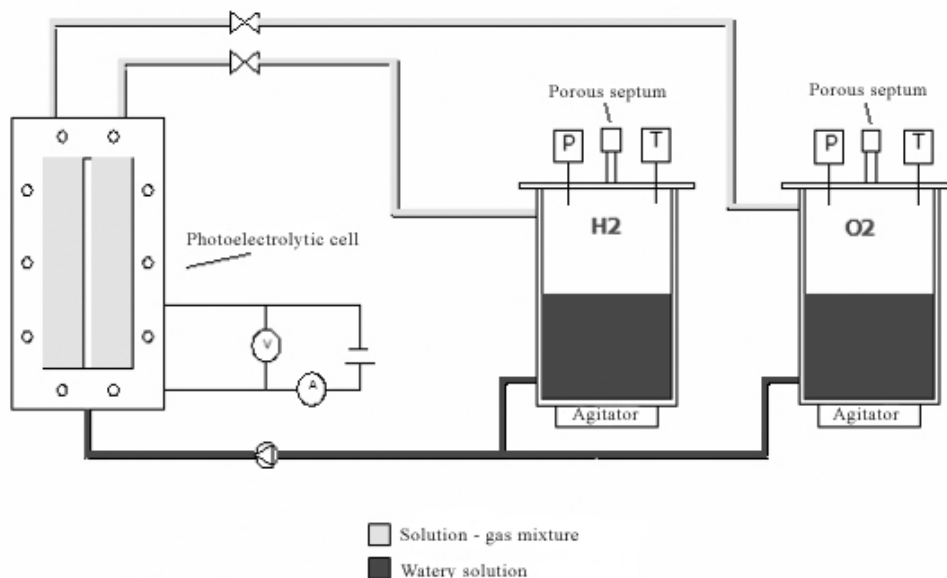 Porous septum
Porous septum
P
T
P
T
H2
O2
Photoelectrolytic cell
V
A
Agitator
Agitator
Solution - gas mixture
Watery solution